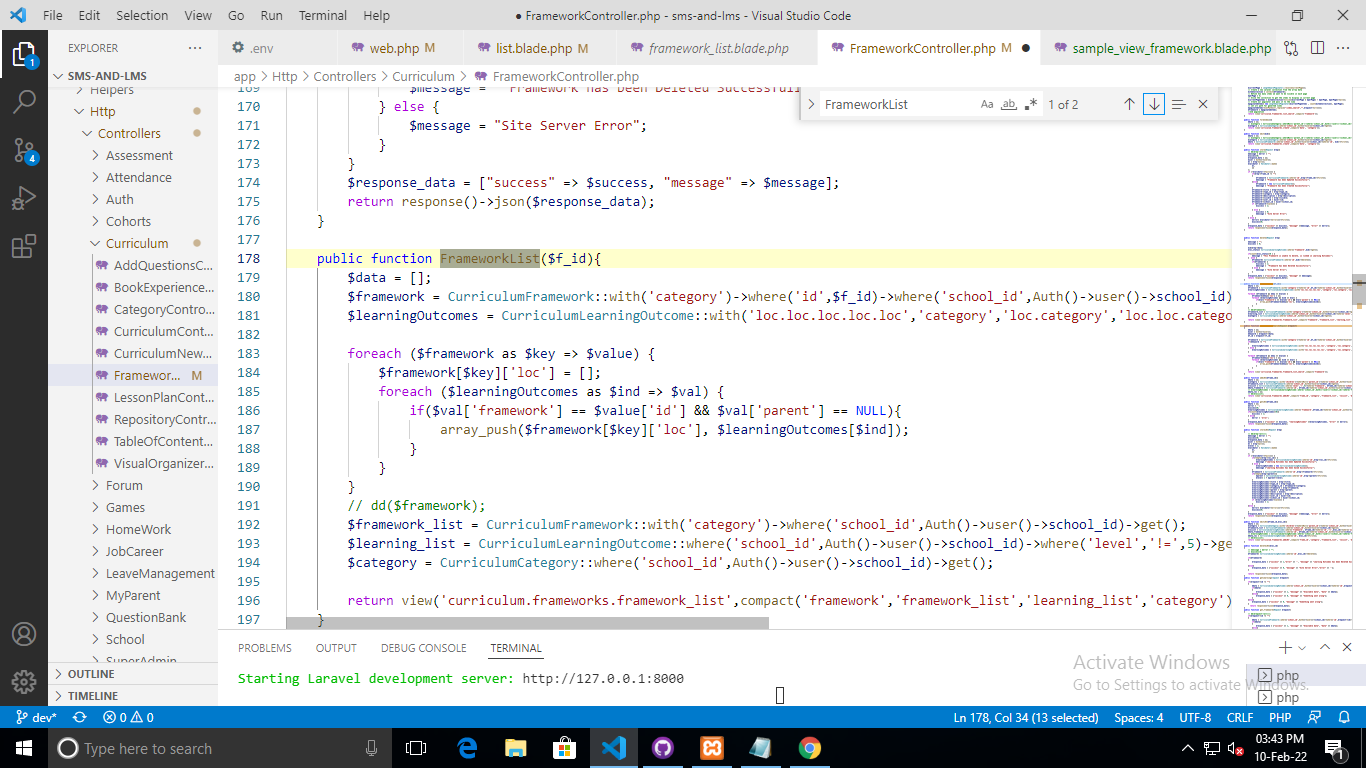 File Edit Selection View Go Run Terminal Help ● FrameworkController.php - sms-and-lms - Visual Studio Code
EXPLORER ···
.env web.php M list.blade.php M framework_list.blade.php FrameworkController.php M ● sample_view_framework.blade.php ···
SMS-AND-LMS
app > Http > Controllers > Curriculum > FrameworkController.php
FrameworkList Aa ab 1 of 2
Helpers
Http
Controllers
Assessment
Attendance
Auth
Cohorts
Curriculum
AddQuestionsC...
BookExperience...
CategoryContro...
CurriculumCont...
CurriculumNew...
Framewor... M
LessonPlanCont...
RepositoryContr...
TableOfContent...
VisualOrganizer...
Forum
Games
HomeWork
JobCareer
LeaveManagement
MyParent
QuestionBank
School
SuperAdmin
OUTLINE
TIMELINE
169 $message = " Framework has been Deleted Successfull
170 } else {
171 $message = "Site Server Error";
172 }
173 }
174 $response_data = ["success" => $success, "message" => $message];
175 return response()->json($response_data);
176 }
177
178 public function FrameworkList($f_id){
179 $data = [];
180 $framework = CurriculumFramework::with('category')->where('id',$f_id)->where('school_id',Auth()->user()->school_id)
181 $learningOutcomes = CurriculumLearningOutcome::with('loc.loc.loc.loc.loc','category','loc.category','loc.loc.catego
182
183 foreach ($framework as $key => $value) {
184 $framework[$key]['loc'] = [];
185 foreach ($learningOutcomes as $ind => $val) {
186 if($val['framework'] == $value['id'] && $val['parent'] == NULL){
187 array_push($framework[$key]['loc'], $learningOutcomes[$ind]);
188 }
189 }
190 }
191 // dd($framework);
192 $framework_list = CurriculumFramework::with('category')->where('school_id',Auth()->user()->school_id)->get();
193 $learning_list = CurriculumLearningOutcome::where('school_id',Auth()->user()->school_id)->where('level','!=',5)->ge
194 $category = CurriculumCategory::where('school_id',Auth()->user()->school_id)->get();
195
196 return view('curriculum.frameworks.framework_list',compact('framework','framework_list','learning_list','category')
197 }
PROBLEMS OUTPUT DEBUG CONSOLE TERMINAL
Starting Laravel development server: http://127.0.0.1:8000
Activate Windows
Go to Settings to activate Windows.
php
php
1
4
dev* 0 0 Ln 178, Col 34 (13 selected) Spaces: 4 UTF-8 CRLF PHP
Type here to search
03:43 PM
10-Feb-22
1